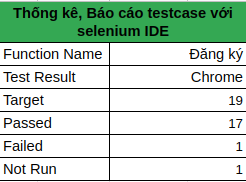 Thống kê, Báo cáo testcase với
selenium IDE
Function Name Đăng ký
Test Result Chrome
Target 19
Passed 17
Failed 1
Not Run 1